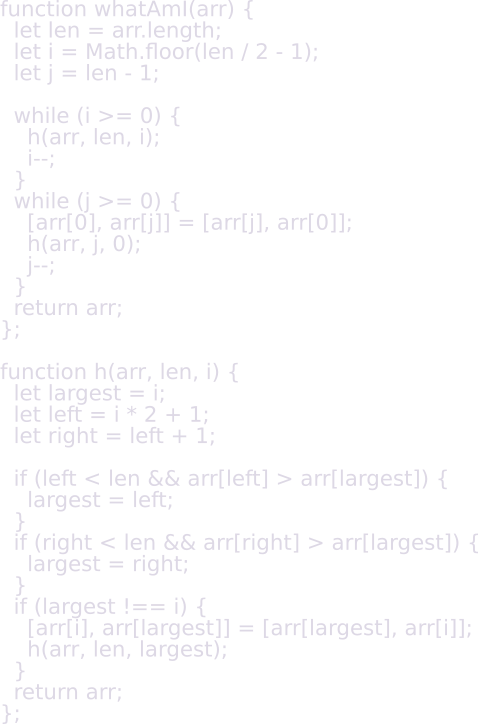 function whatAmI(arr) {
  let len = arr.length;
  let i = Math.floor(len / 2 - 1);
  let j = len - 1;

  while (i >= 0) {
    h(arr, len, i);
    i--;
  }
  while (j >= 0) {
    [arr[0], arr[j]] = [arr[j], arr[0]];
    h(arr, j, 0);
    j--;
  }
  return arr;
};

function h(arr, len, i) {
  let largest = i;
  let left = i * 2 + 1;
  let right = left + 1;

  if (left < len && arr[left] > arr[largest]) {
    largest = left;
  }
  if (right < len && arr[right] > arr[largest]) {
    largest = right;
  }
  if (largest !== i) {
    [arr[i], arr[largest]] = [arr[largest], arr[i]];
    h(arr, len, largest);
  }
  return arr;
};